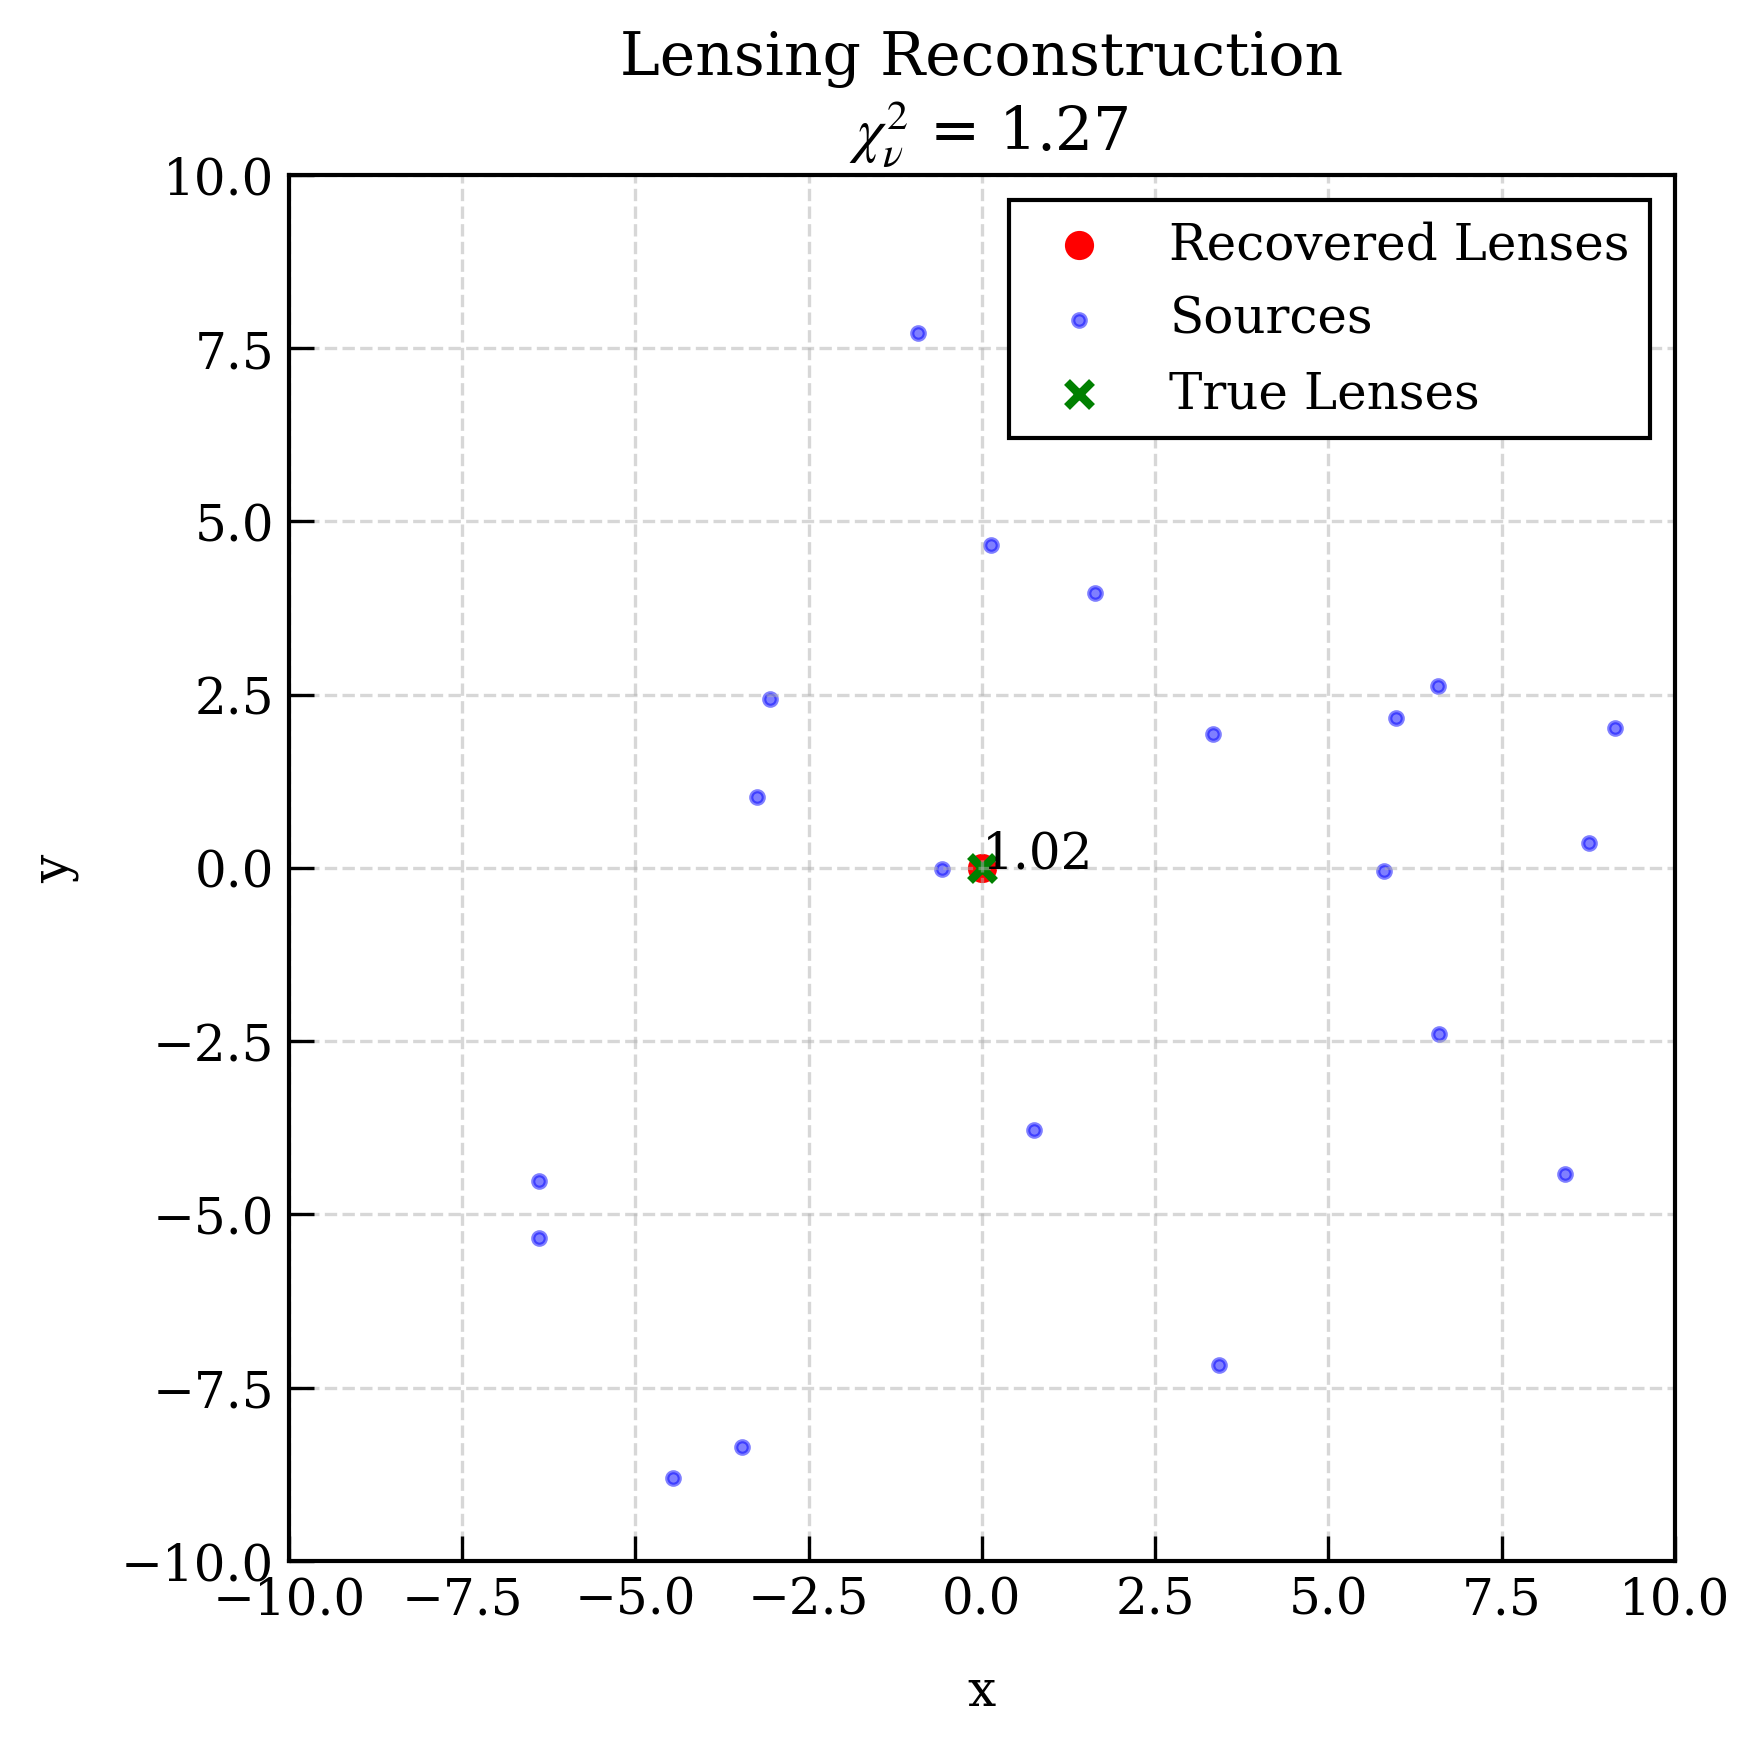 Lensing Reconstruction
χ²ᵥ = 1.27
10.0
7.5
5.0
2.5
0.0
−2.5
−5.0
−7.5
−10.0
y
Recovered Lenses
Sources
True Lenses
1.02
−10.0 −7.5 −5.0 −2.5 0.0 2.5 5.0 7.5 10.0
x